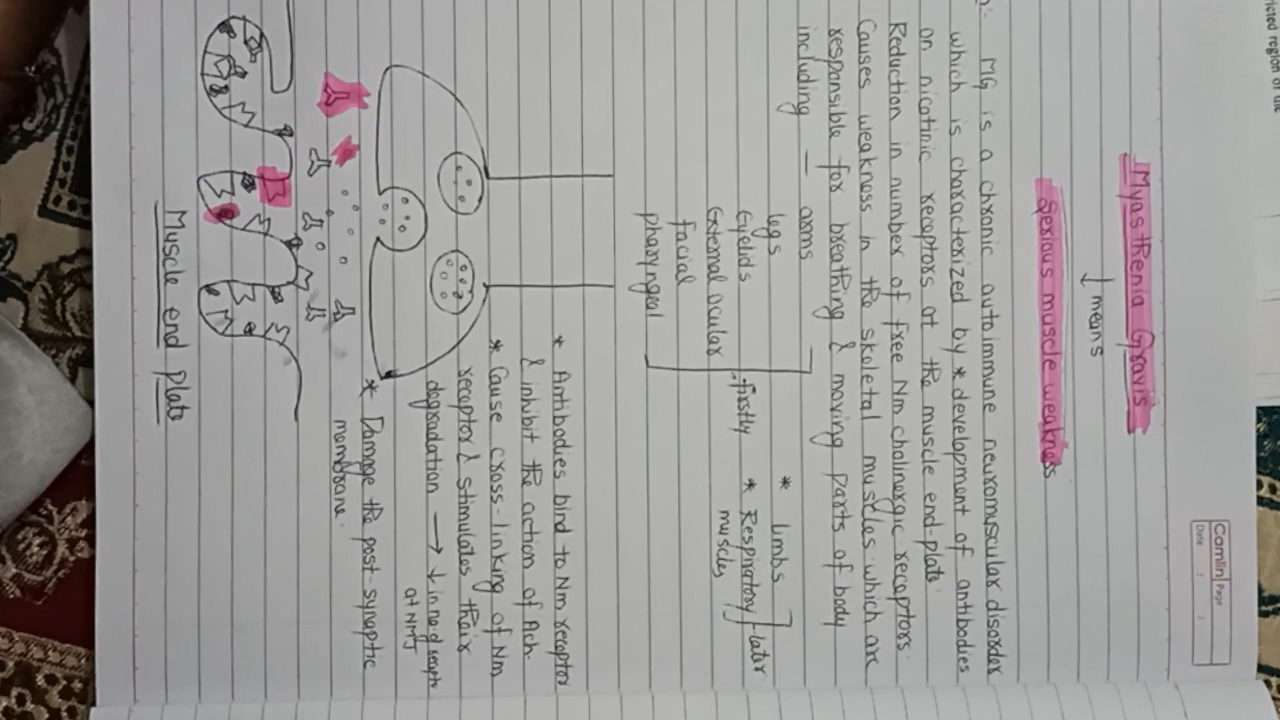 ricted region of the
Camlin Page
Date
Myasthenia Gravis
↓ means
Serious muscle weakness
MG is a chronic autoimmune neuromuscular disorder
which is characterized by * development of antibodies
on nicotinic receptors at the muscle end-plate.
Reduction in number of free Nm cholinergic receptors.
Causes weakness in the skeletal muscles which are
responsible for breathing & moving parts of body
including — arms
legs
Eyelids
External ocular
facial
pharyngeal
firstly
* limbs
* Respiratory
muscles
later
* Antibodies bind to Nm receptor
& inhibit the action of Ach.
* Cause cross-linking of Nm
receptor & stimulates their
degradation → ↓ in no. of
at NMJ
* Damage the post-synaptic
membrane.
Muscle end plate